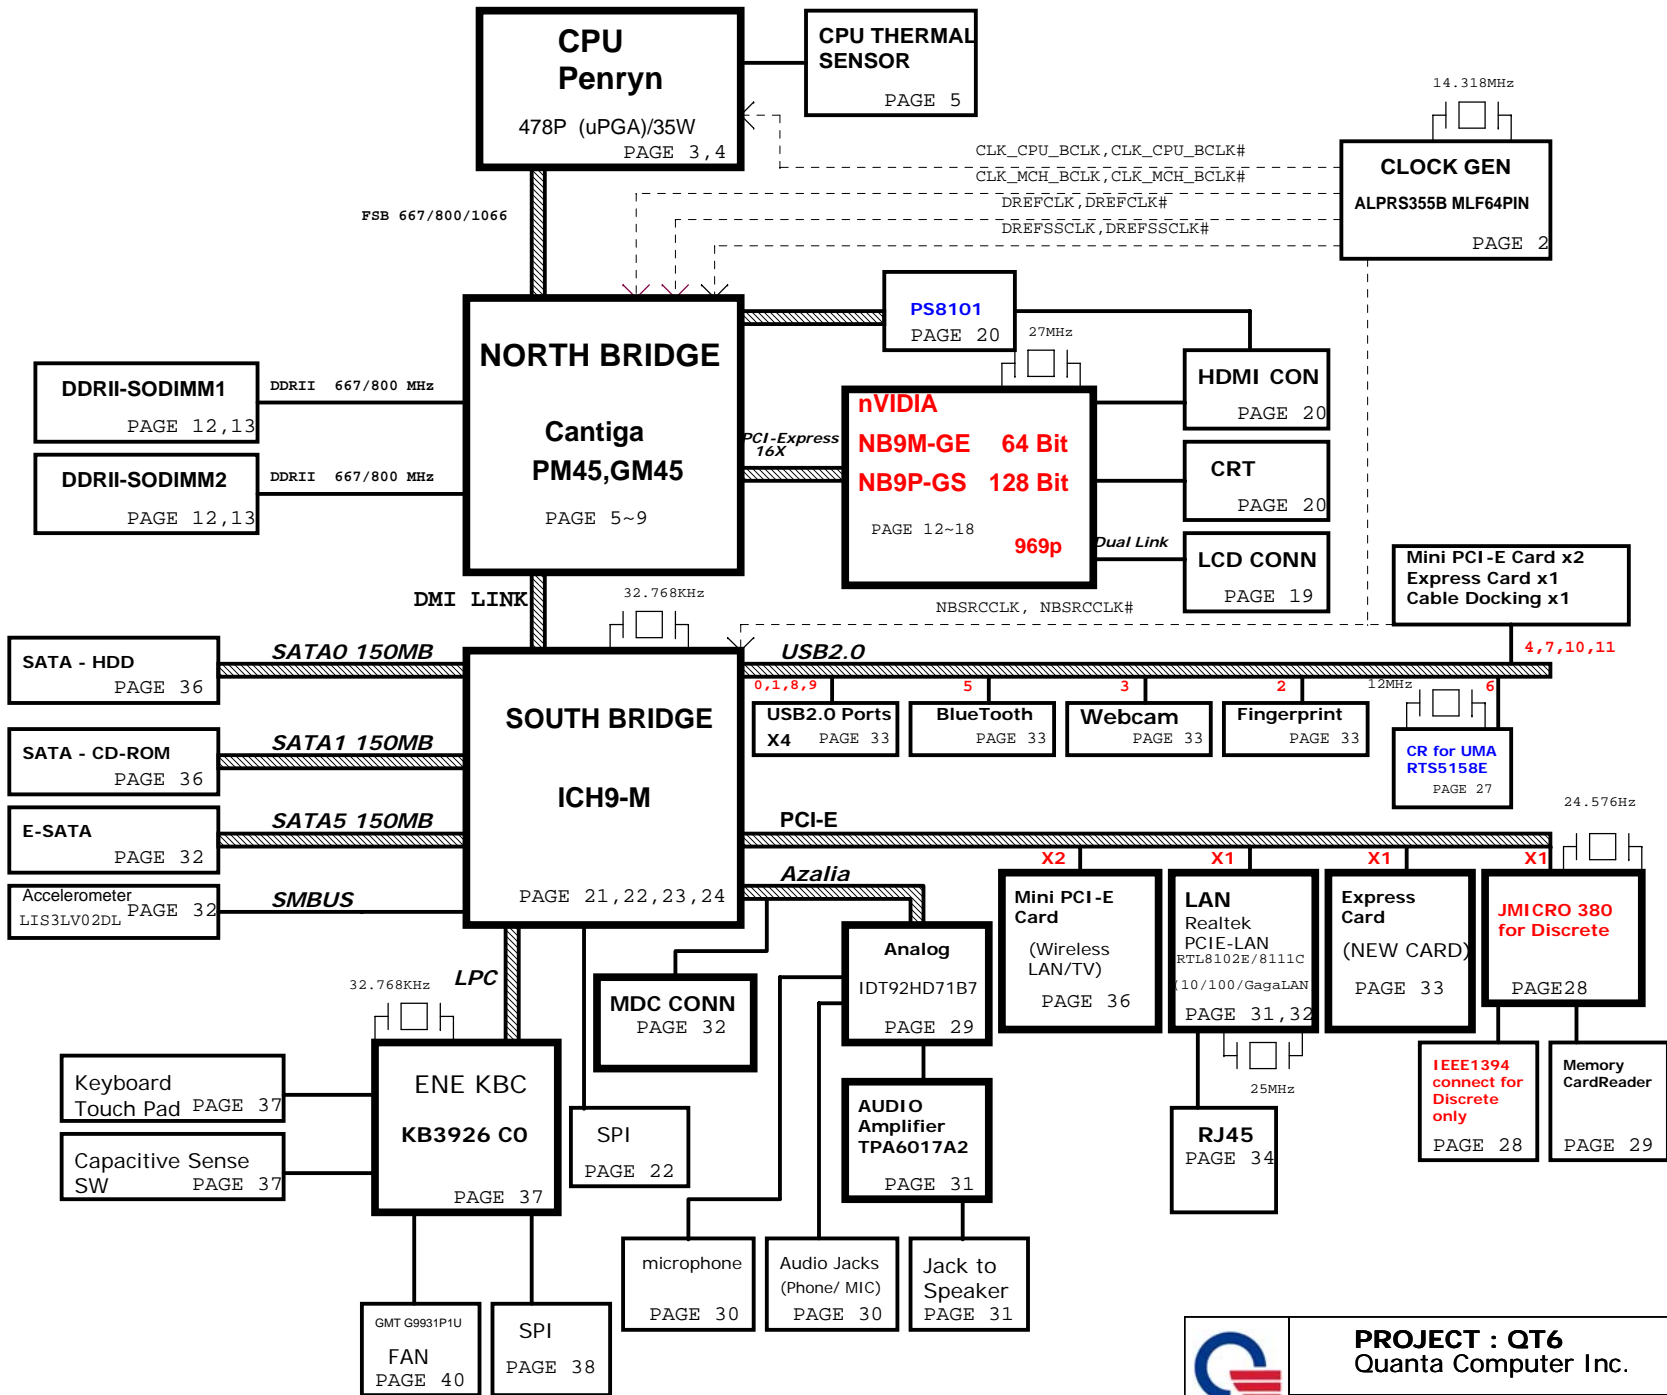 CPU
Penryn
478P (uPGA)/35W
PAGE 3,4
CPU THERMAL
SENSOR
PAGE 5
14.318MHz
CLOCK GEN
ALPRS355B MLF64PIN
PAGE 2
CLK_CPU_BCLK,CLK_CPU_BCLK#
CLK_MCH_BCLK,CLK_MCH_BCLK#
DREFCLK,DREFCLK#
DREFSSCLK,DREFSSCLK#
FSB 667/800/1066
NORTH BRIDGE
Cantiga
PM45,GM45
PAGE 5~9
DDRII-SODIMM1
PAGE 12,13
DDRII 667/800 MHz
DDRII-SODIMM2
PAGE 12,13
DDRII 667/800 MHz
PS8101
PAGE 20
27MHz
PCI-Express
16X
nVIDIA
NB9M-GE 64 Bit
NB9P-GS 128 Bit
PAGE 12~18
969p
HDMI CON
PAGE 20
CRT
PAGE 20
Dual Link
LCD CONN
PAGE 19
DMI LINK
32.768KHz
NBSRCCLK, NBSRCCLK#
Mini PCI-E Card x2
Express Card x1
Cable Docking x1
4,7,10,11
SATA - HDD
PAGE 36
SATA0 150MB
SATA - CD-ROM
PAGE 36
SATA1 150MB
E-SATA
PAGE 32
SATA5 150MB
Accelerometer
LIS3LV02DL
PAGE 32
SMBUS
SOUTH BRIDGE
ICH9-M
PAGE 21,22,23,24
USB2.0
0,1,8,9
USB2.0 Ports
X4 PAGE 33
5
BlueTooth
PAGE 33
3
Webcam
PAGE 33
2
Fingerprint
PAGE 33
12MHz
6
CR for UMA
RTS5158E
PAGE 27
24.576Hz
PCI-E
X2
Mini PCI-E
Card
(Wireless
LAN/TV)
PAGE 36
X1
LAN
Realtek
PCIE-LAN
RTL8102E/8111C
(10/100/GagaLAN
PAGE 31,32
25MHz
X1
Express
Card
(NEW CARD)
PAGE 33
X1
JMICRO 380
for Discrete
PAGE28
Azalia
Analog
IDT92HD71B7
PAGE 29
MDC CONN
PAGE 32
LPC
32.768KHz
ENE KBC
KB3926 C0
PAGE 37
Keyboard
Touch Pad PAGE 37
Capacitive Sense
SW PAGE 37
SPI
PAGE 22
AUDIO
Amplifier
TPA6017A2
PAGE 31
RJ45
PAGE 34
IEEE1394
connect for
Discrete
only
PAGE 28
Memory
CardReader
PAGE 29
microphone
PAGE 30
Audio Jacks
(Phone/ MIC)
PAGE 30
Jack to
Speaker
PAGE 31
GMT G9931P1U
FAN
PAGE 40
SPI
PAGE 38
PROJECT : QT6
Quanta Computer Inc.